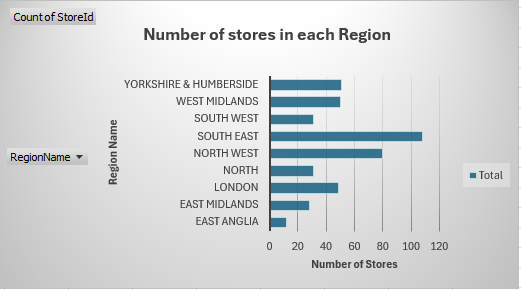 Count of StoreId
Number of stores in each Region
YORKSHIRE & HUMBERSIDE
WEST MIDLANDS
SOUTH WEST
SOUTH EAST
NORTH WEST
NORTH
LONDON
EAST MIDLANDS
EAST ANGLIA
Region Name
RegionName
Total
0 20 40 60 80 100 120
Number of Stores